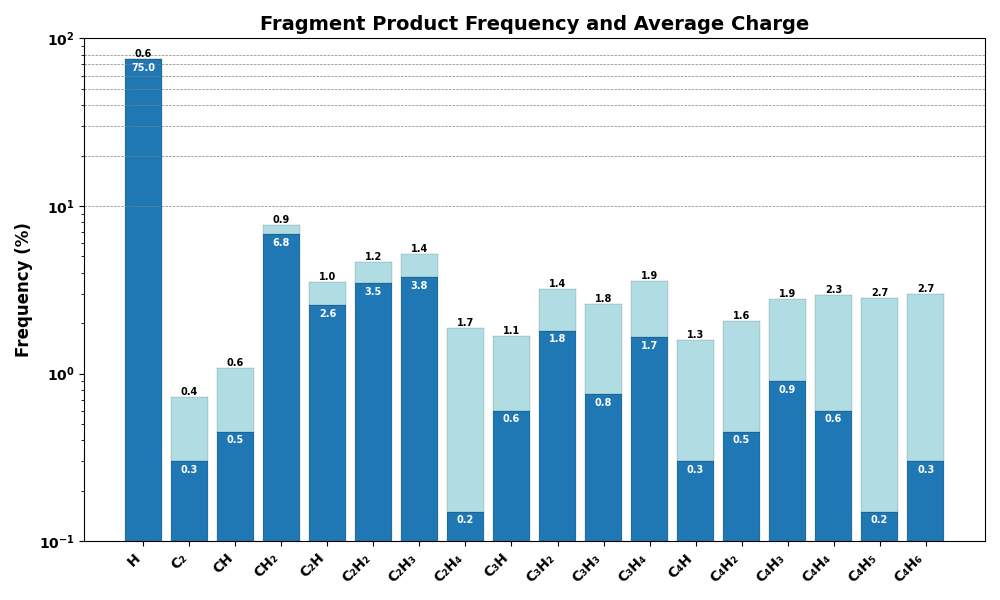 Fragment Product Frequency and Average Charge
Frequency (%)
10²
10¹
10⁰
10⁻¹
0.6
75.0
0.4
0.3
0.6
0.5
0.9
6.8
1.0
2.6
1.2
3.5
1.4
3.8
1.7
0.2
1.1
0.6
1.4
1.8
1.8
0.8
1.9
1.7
1.3
0.3
1.6
0.5
1.9
0.9
2.3
0.6
2.7
0.2
2.7
0.3
H
C₂
CH
CH₂
C₂H
C₂H₂
C₂H₃
C₂H₄
C₃H
C₃H₂
C₃H₃
C₃H₄
C₄H
C₄H₂
C₄H₃
C₄H₄
C₄H₅
C₄H₆